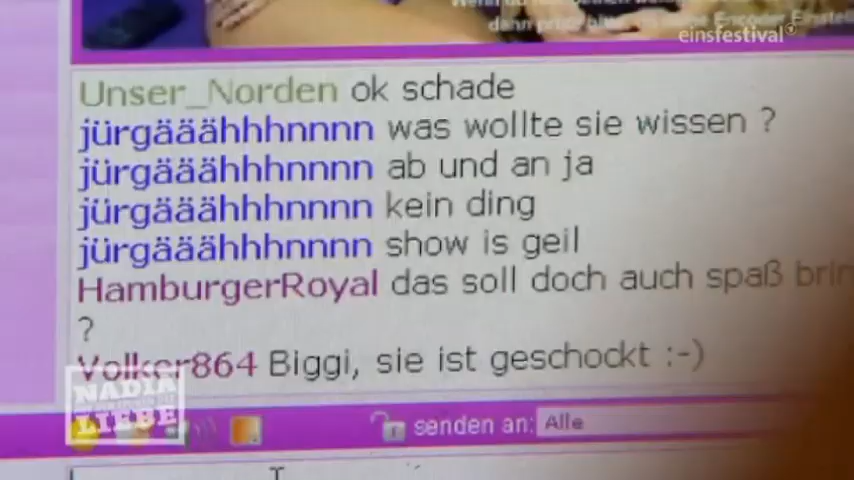 einsfestival
Unser_Norden ok schade
jürgääähhhnnnn was wollte sie wissen ?
jürgääähhhnnnn ab und an ja
jürgääähhhnnnn kein ding
jürgääähhhnnnn show is geil
HamburgerRoyal das soll doch auch spaß brin
?
Volker864 Biggi, sie ist geschockt :-)
NADIA
LIEBE
senden an: Alle